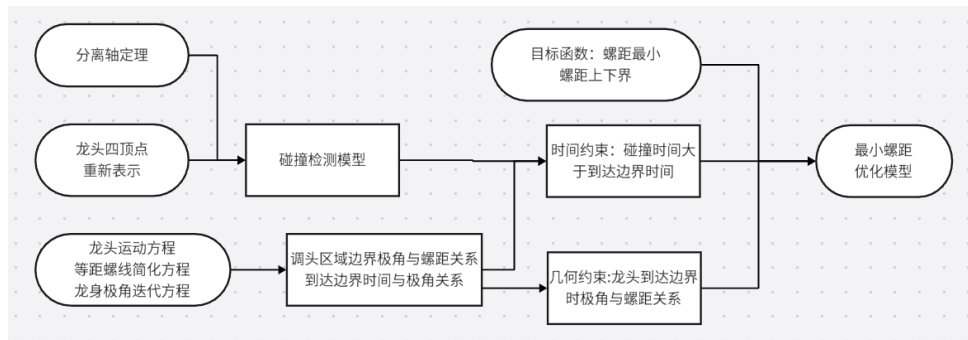 分离轴定理
龙头四顶点
重新表示
龙头运动方程
等距螺线简化方程
龙身极角迭代方程
碰撞检测模型
调头区域边界极角与螺距关系
到达边界时间与极角关系
目标函数：螺距最小
螺距上下界
时间约束：碰撞时间大
于到达边界时间
几何约束:龙头到达边界
时极角与螺距关系
最小螺距
优化模型